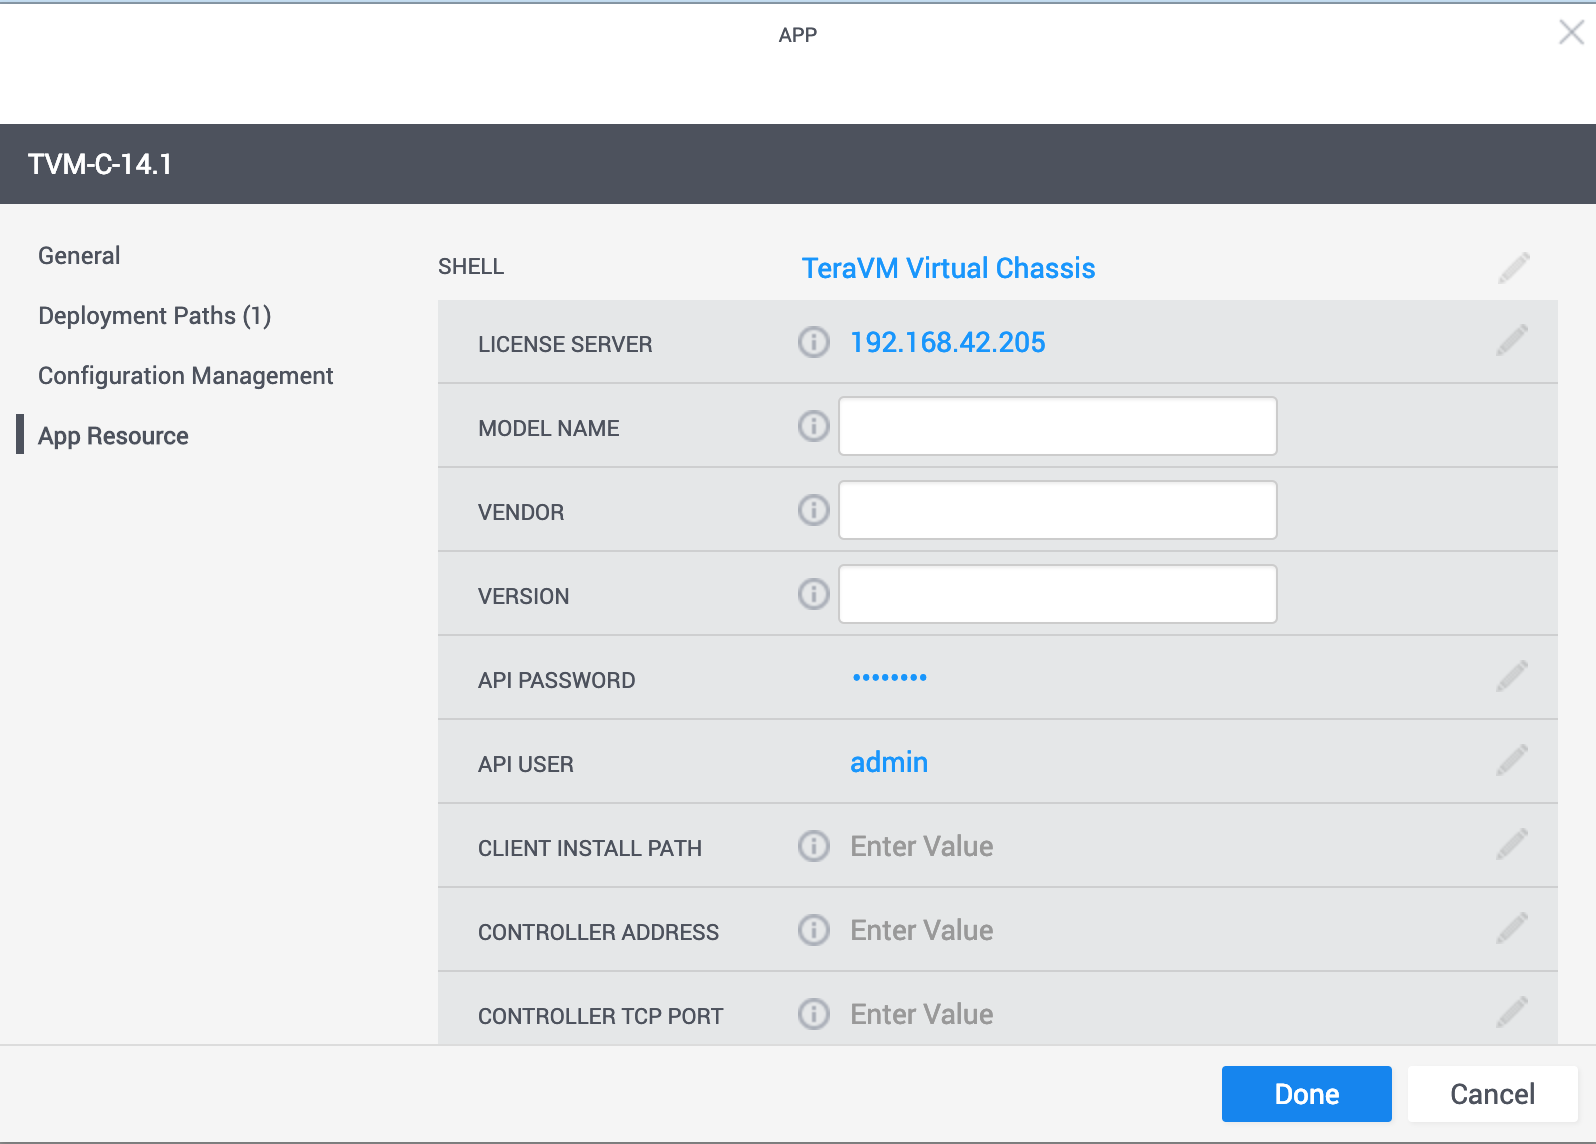 APP
TVM-C-14.1
General
Deployment Paths (1)
Configuration Management
App Resource
SHELL TeraVM Virtual Chassis
LICENSE SERVER 192.168.42.205
MODEL NAME
VENDOR
VERSION
API PASSWORD ••••••••
API USER admin
CLIENT INSTALL PATH Enter Value
CONTROLLER ADDRESS Enter Value
CONTROLLER TCP PORT Enter Value
Done Cancel